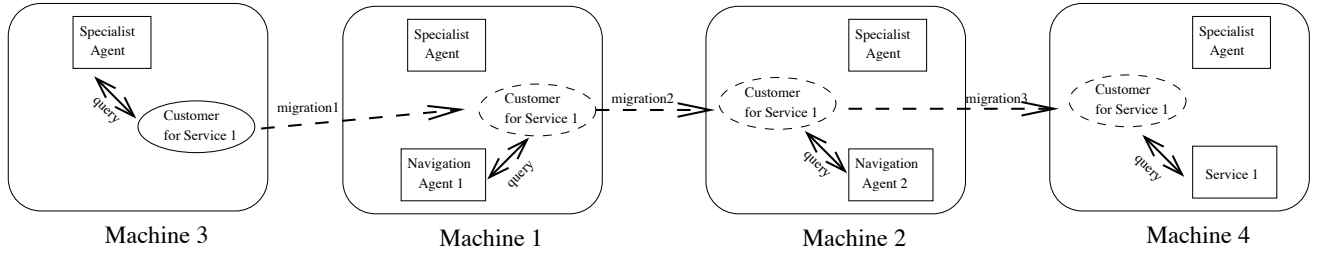 Specialist
Agent
query
Customer
for Service 1
Machine 3
migration1
Specialist
Agent
Customer
for Service 1
Navigation
Agent 1
query
Machine 1
migration2
Specialist
Agent
Customer
for Service 1
query
Navigation
Agent 2
Machine 2
migration3
Specialist
Agent
Customer
for Service 1
query
Service 1
Machine 4